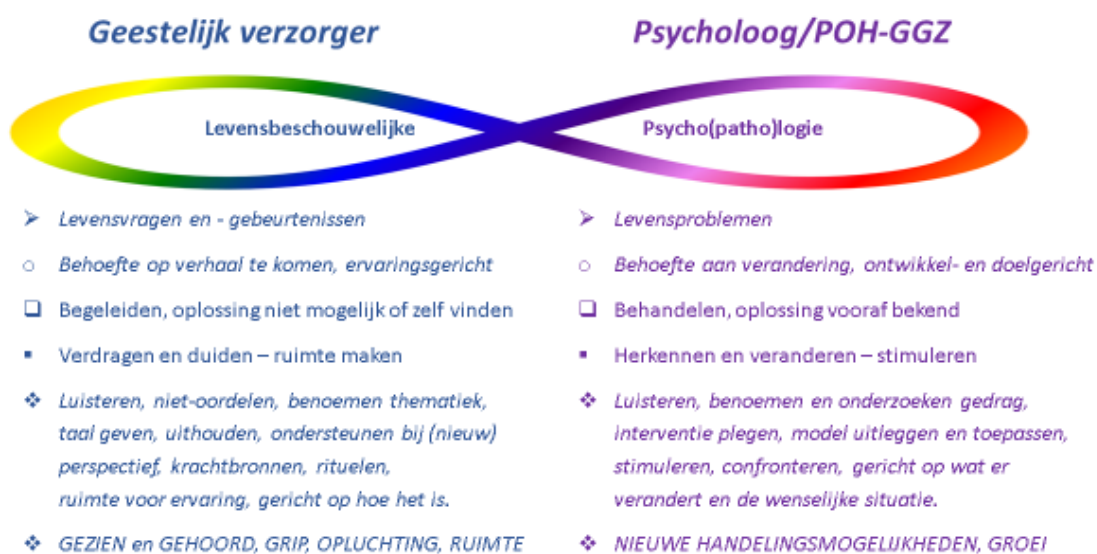 Geestelijk verzorger
Psycholoog/POH-GGZ
Levensbeschouwelijke
Psycho(patho)logie
➢ Levensvragen en - gebeurtenissen
○ Behoefte op verhaal te komen, ervaringsgericht
❑ Begeleiden, oplossing niet mogelijk of zelf vinden
▪ Verdragen en duiden – ruimte maken
❖ Luisteren, niet-oordelen, benoemen thematiek,
taal geven, uithouden, ondersteunen bij (nieuw)
perspectief, krachtbronnen, rituelen,
ruimte voor ervaring, gericht op hoe het is.
❖ GEZIEN en GEHOORD, GRIP, OPLUCHTING, RUIMTE
➢ Levensproblemen
○ Behoefte aan verandering, ontwikkel- en doelgericht
❑ Behandelen, oplossing vooraf bekend
▪ Herkennen en veranderen – stimuleren
❖ Luisteren, benoemen en onderzoeken gedrag,
interventie plegen, model uitleggen en toepassen,
stimuleren, confronteren, gericht op wat er
verandert en de wenselijke situatie.
❖ NIEUWE HANDELINGSMOGELIJKHEDEN, GROEI